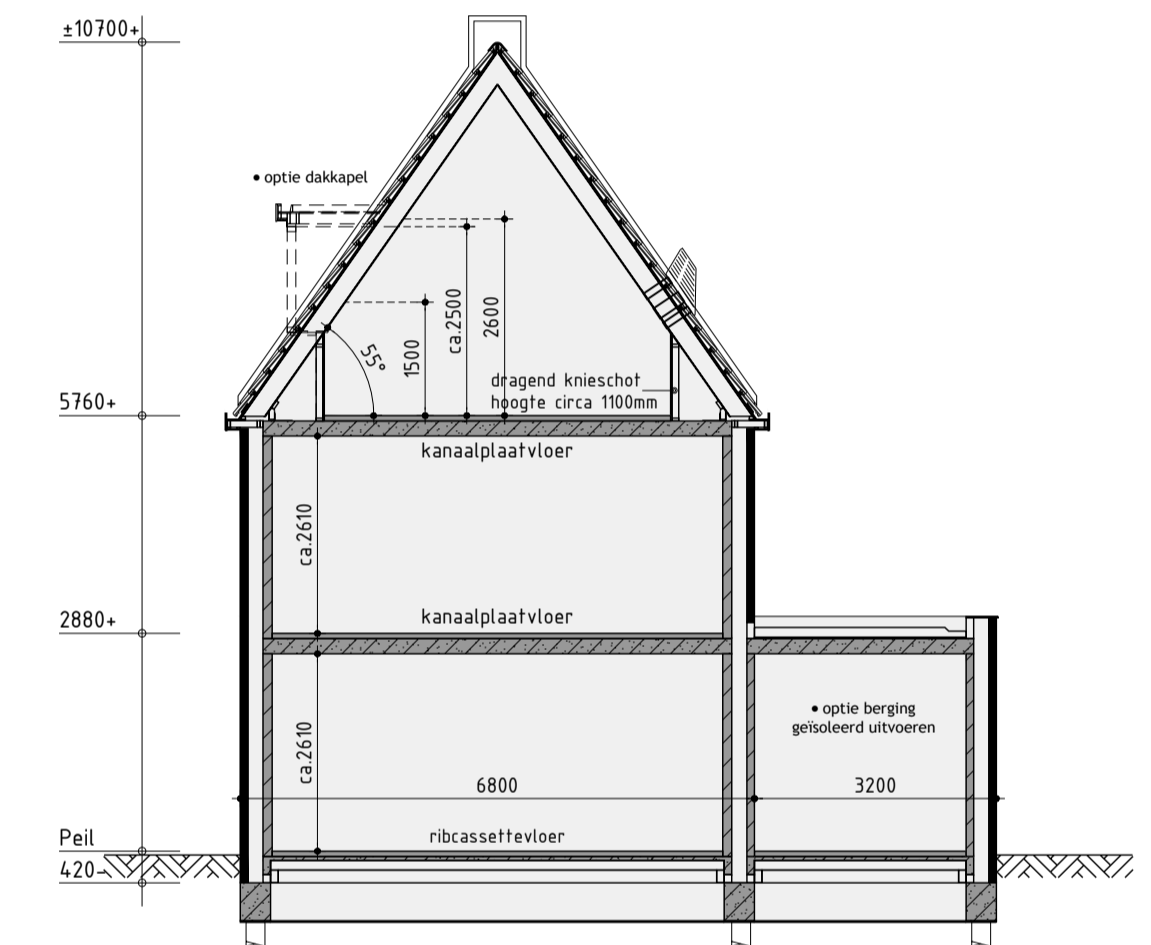 ±10700+
• optie dakkapel
ca.2500
2600
1500
55°
dragend knieschot
hoogte circa 1100mm
5760+
kanaalplaatvloer
ca.2610
kanaalplaatvloer
2880+
• optie berging
geïsoleerd uitvoeren
ca.2610
6800
3200
ribcassettevloer
Peil
420-